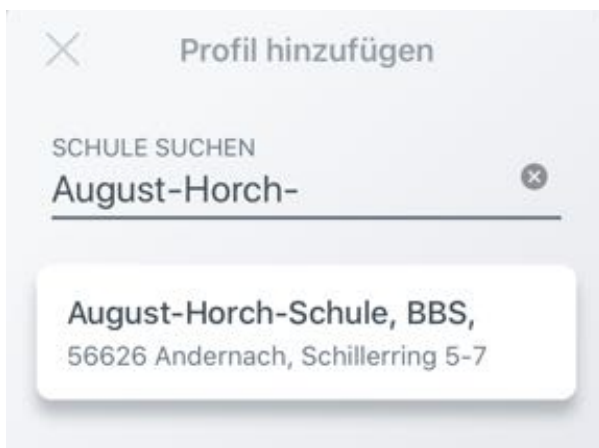 Profil hinzufügen
SCHULE SUCHEN
August-Horch-
August-Horch-Schule, BBS,
56626 Andernach, Schillerring 5-7